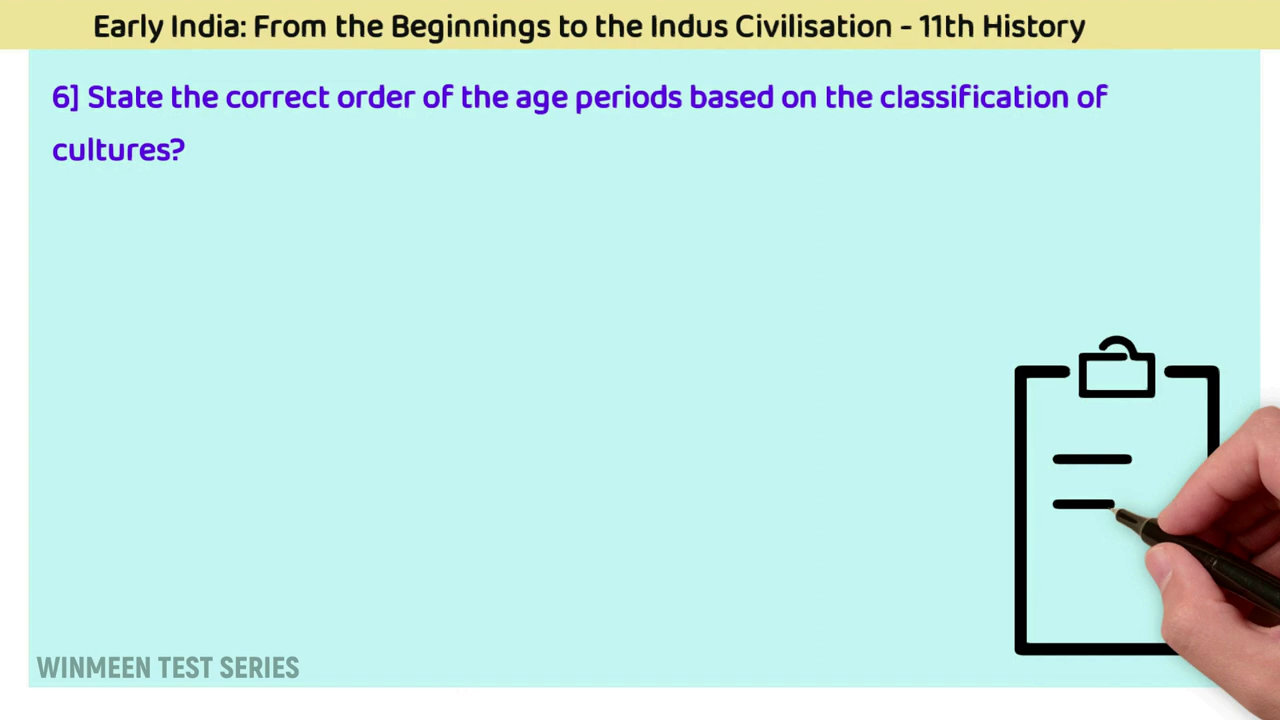 Early India: From the Beginnings to the Indus Civilisation - 11th History
6] State the correct order of the age periods based on the classification of
cultures?
WINMEEN TEST SERIES